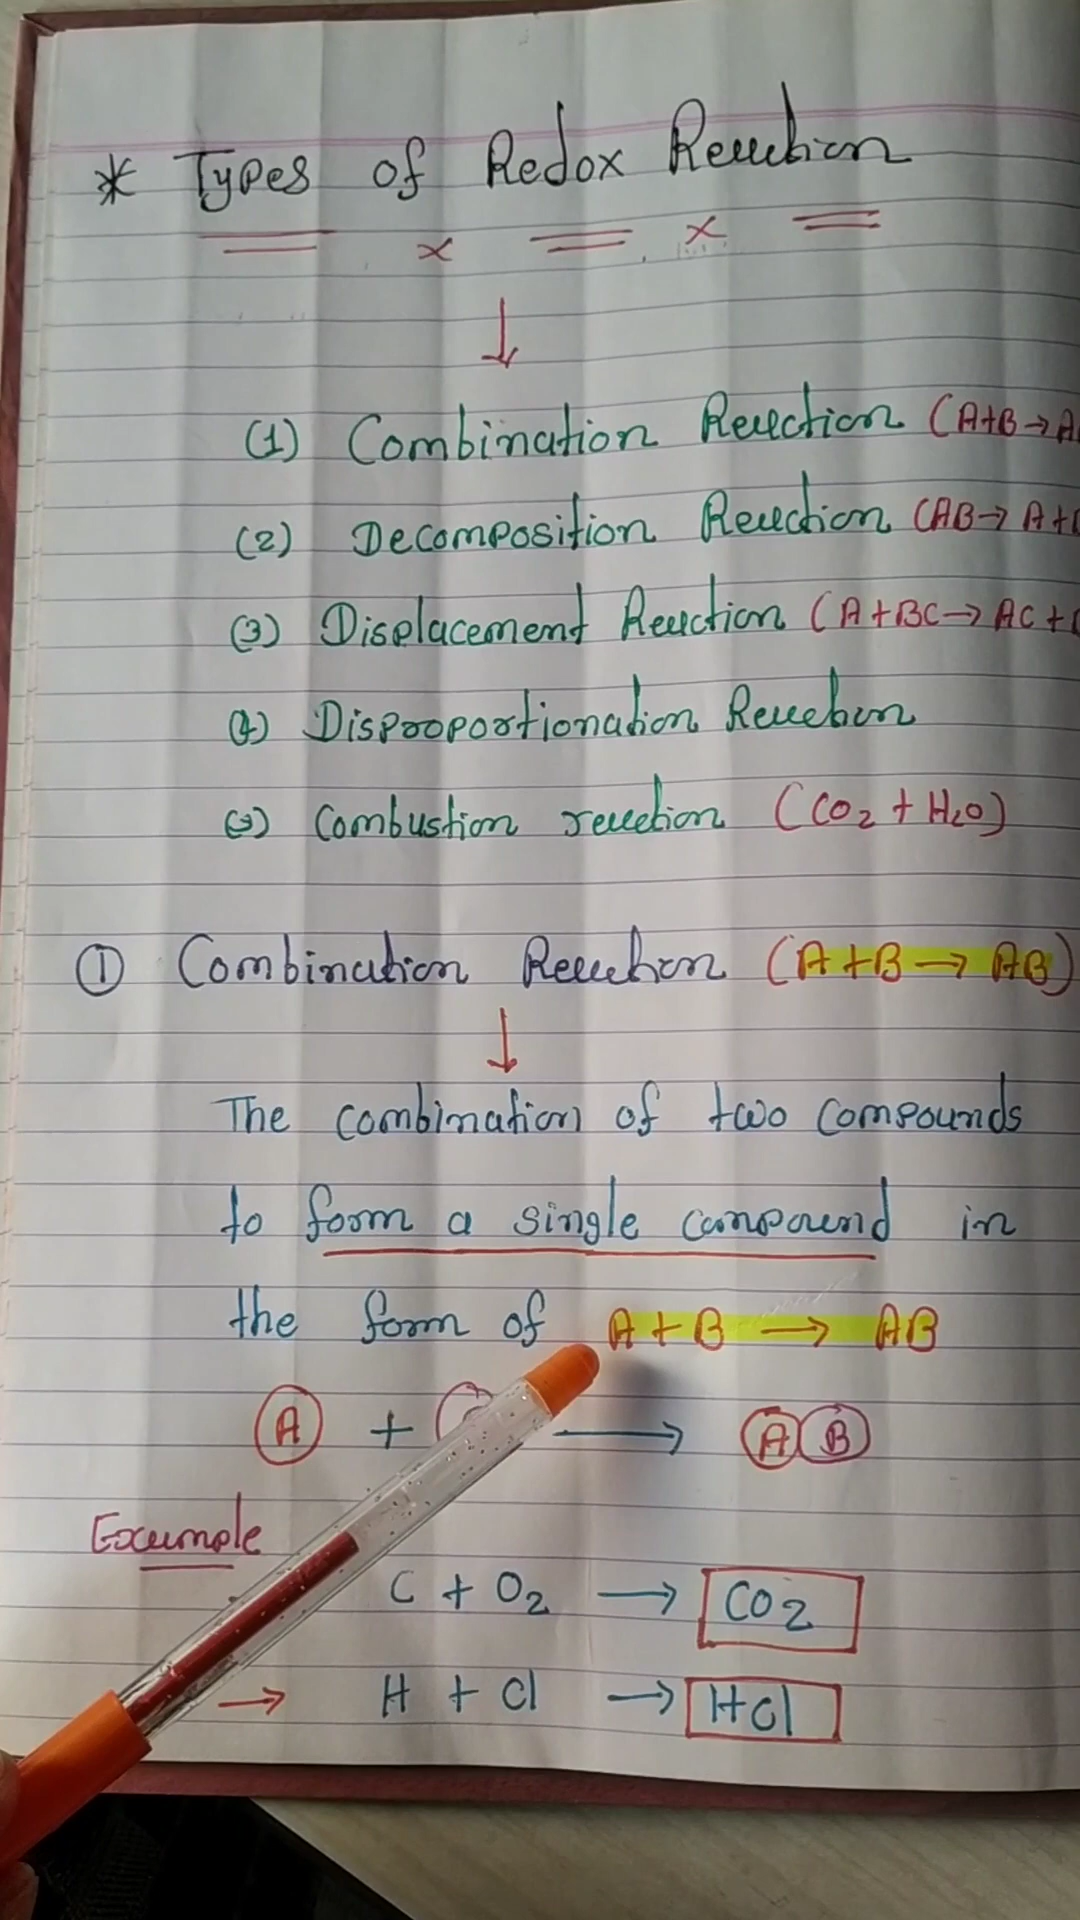 * Types of Redox Reaction
(1) Combination Reaction (A+B→A
(2) Decomposition Reaction (AB→ A+
(3) Displacement Reaction (A+BC→ AC+
(4) Disproportionation Reaction
Combustion reaction (CO₂ + H₂O)
① Combination Reaction (A+B → AB)
The combination of two compounds
to form a single compound in
the form of A + B → AB
A + → A B
Example
C + O₂ → CO₂
→ H + Cl → HCl